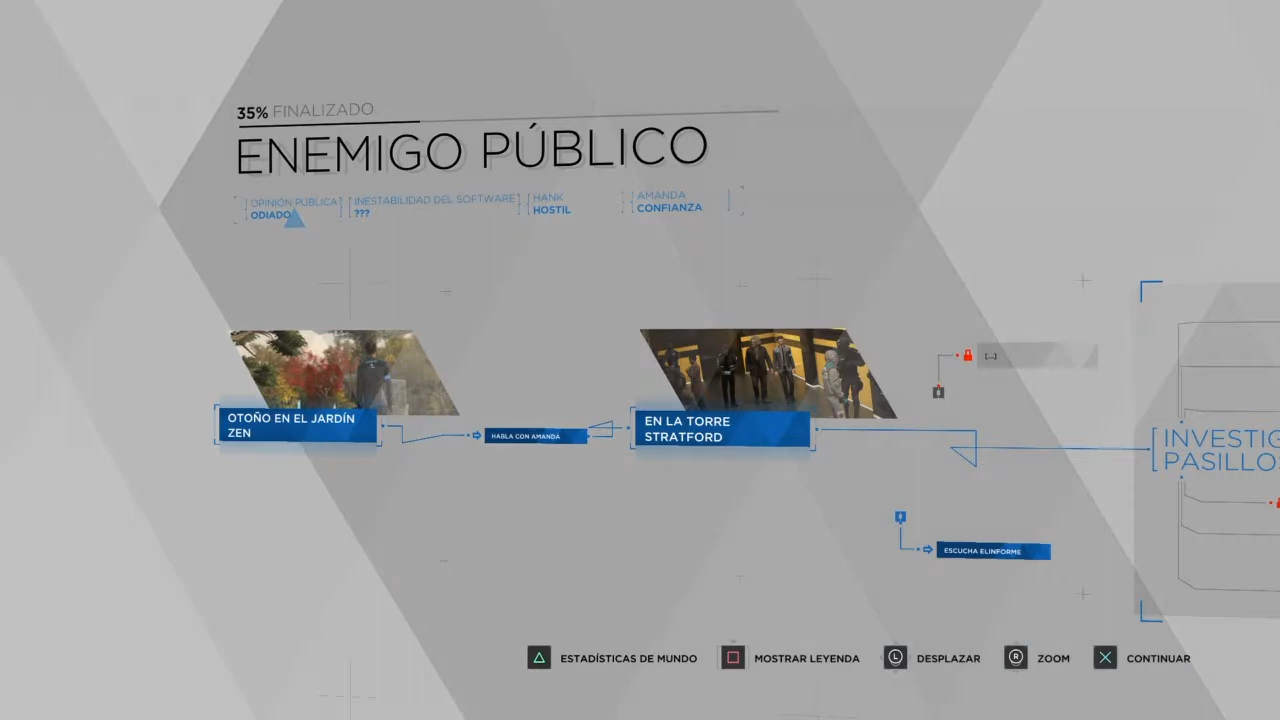 35% FINALIZADO
ENEMIGO PÚBLICO
OPINIÓN PÚBLICA
ODIADO
INESTABILIDAD DEL SOFTWARE
???
HANK
HOSTIL
AMANDA
CONFIANZA
[...]
OTOÑO EN EL JARDÍN
ZEN
HABLA CON AMANDA
EN LA TORRE
STRATFORD
INVESTIG
PASILLO
ESCUCHA ELINFORME
ESTADÍSTICAS DE MUNDO
MOSTRAR LEYENDA
L
DESPLAZAR
R
ZOOM
CONTINUAR